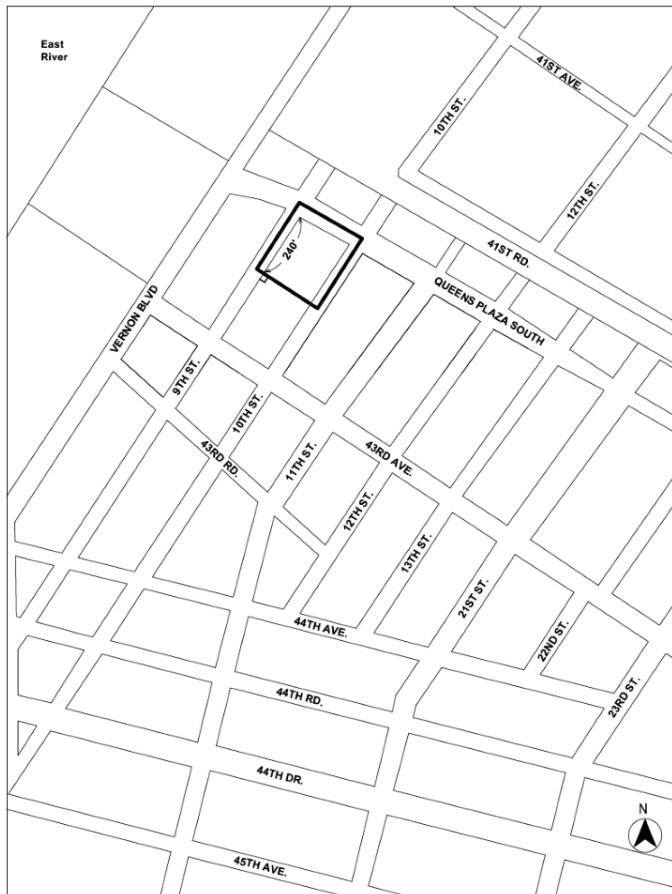 East
River
41ST AVE.
10TH ST.
12TH ST.
41ST RD.
240'
QUEENS PLAZA SOUTH
VERNON BLVD
9TH ST.
10TH ST.
43RD RD.
11TH ST.
43RD AVE.
12TH ST.
13TH ST.
21ST ST.
22ND ST.
23RD ST.
44TH AVE.
44TH RD.
44TH DR.
45TH AVE.
N